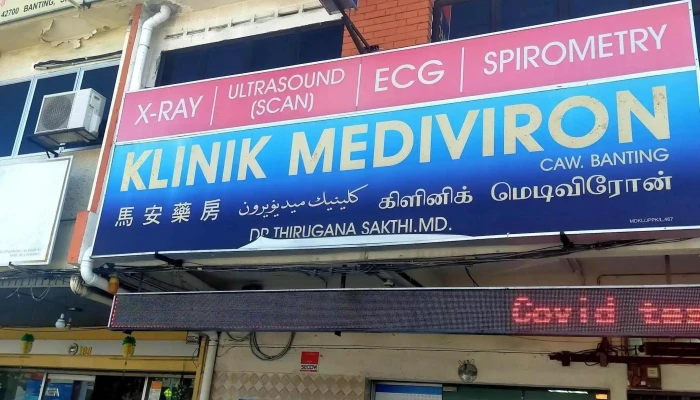 42700 BANTING, S
X-RAY
ULTRASOUND
(SCAN)
ECG
SPIROMETRY
KLINIK MEDIVIRON
CAW. BANTING
馬安藥房 كلينيك ميديۏيرون கிளினிக் மெடிவிரோன்
DR THIRUGANA SAKTHI.MD.
Covid